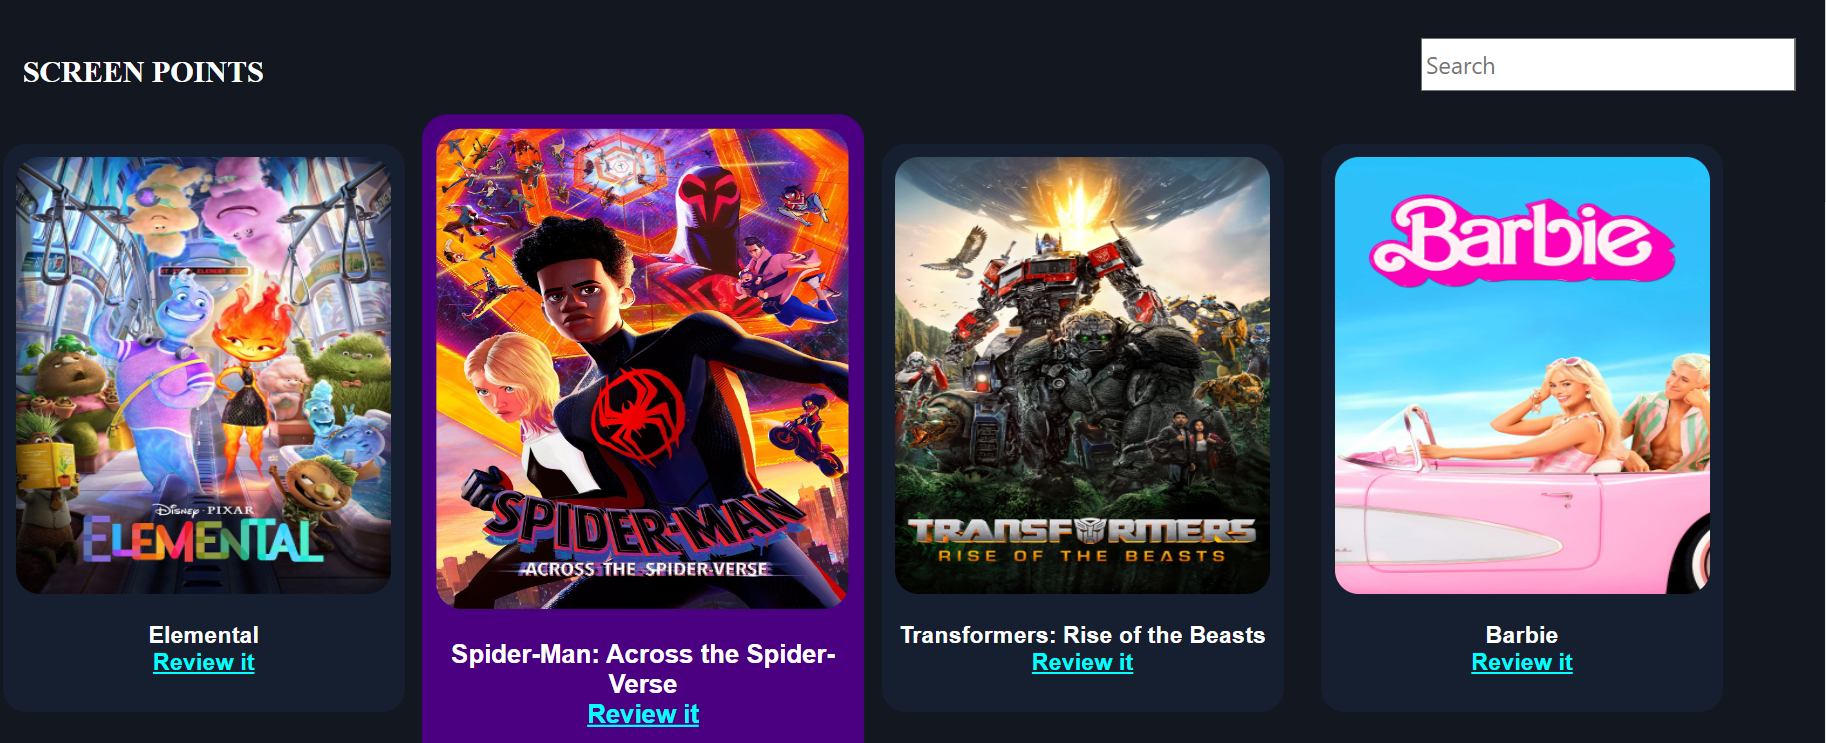 SCREEN POINTS
Search
Disney · PIXAR
ELEMENTAL
Elemental
Review it
SPIDER-MAN
ACROSS THE SPIDER-VERSE
Spider-Man: Across the Spider-
Verse
Review it
TRANSFORMERS
RISE OF THE BEASTS
Transformers: Rise of the Beasts
Review it
Barbie
Barbie
Review it